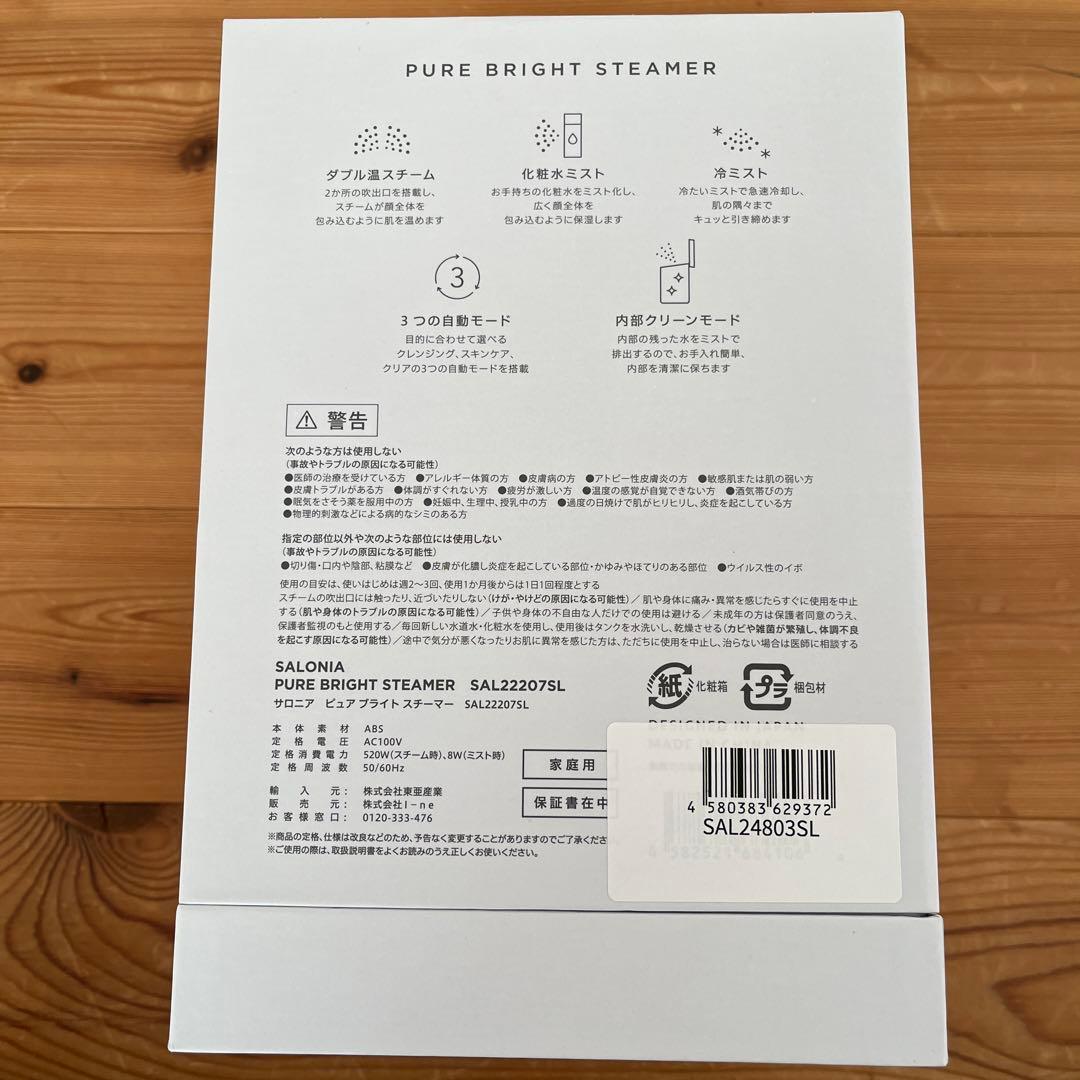 PURE BRIGHT STEAMER
ダブル温スチーム
2か所の吹出口を搭載し、
スチームが顔全体を
包み込むように肌を温めます
化粧水ミスト
お手持ちの化粧水をミスト化し、
広く顔全体を
包み込むように保湿します
冷ミスト
冷たいミストで急速冷却し、
肌の隅々まで
キュッと引き締めます
3
3つの自動モード
目的に合わせて選べる
クレンジング、スキンケア、
クリアの3つの自動モードを搭載
内部クリーンモード
内部の残った水をミストで
排出するので、お手入れ簡単、
内部を清潔に保ちます
警告
次のような方は使用しない
(事故やトラブルの原因になる可能性)
●医師の治療を受けている方 ●アレルギー体質の方 ●皮膚病の方 ●アトピー性皮膚炎の方 ●敏感肌または肌の弱い方
●皮膚トラブルがある方 ●体調がすぐれない方 ●疲労が激しい方 ●温度の感覚が自覚できない方 ●酒気帯びの方
●眠気をさそう薬を服用中の方 ●妊娠中、生理中、授乳中の方 ●過度の日焼けで肌がヒリヒリし、炎症を起こしている方
●物理的刺激などによる病的なシミのある方
指定の部位以外や次のような部位には使用しない
(事故やトラブルの原因になる可能性)
●切り傷・口内や陰部、粘膜など ●皮膚が化膿し炎症を起こしている部位・かゆみやほてりのある部位 ●ウイルス性のイボ
使用の目安は、使いはじめは週2〜3回、使用1か月後からは1日1回程度とする
スチームの吹出口には触ったり、近づいたりしない(けが・やけどの原因になる可能性)/肌や身体に痛み・異常を感じたらすぐに使用を中止
する(肌や身体のトラブルの原因になる可能性)/子供や身体の不自由な人だけでの使用は避ける/未成年の方は保護者同意のうえ、
保護者監視のもと使用する/毎回新しい水道水・化粧水を使用し、使用後はタンクを水洗いし、乾燥させる(カビや雑菌が繁殖し、体調不良
を起こす原因になる可能性)/途中で気分が悪くなったりお肌に異常を感じた方は、ただちに使用を中止し、治らない場合は医師に相談する
SALONIA
PURE BRIGHT STEAMER SAL22207SL
サロニア ピュア ブライト スチーマー SAL22207SL
紙 化粧箱
プラ 梱包材
DESIGNED IN JAPAN
MADE IN CHINA
本体素材: ABS
定格電圧: AC100V
定格消費電力: 520W(スチーム時)、8W(ミスト時)
定格周波数: 50/60Hz
輸入元: 株式会社東亜産業
販売元: 株式会社I-ne
お客様窓口: 0120-333-476
家庭用
保証書在中
※商品の定格、仕様は改良などのため、予告なく変更することがありますのでご了承くださ
※ご使用の際は、取扱説明書をよくお読みのうえ正しくお使いください。
4 580383 629372
SAL24803SL